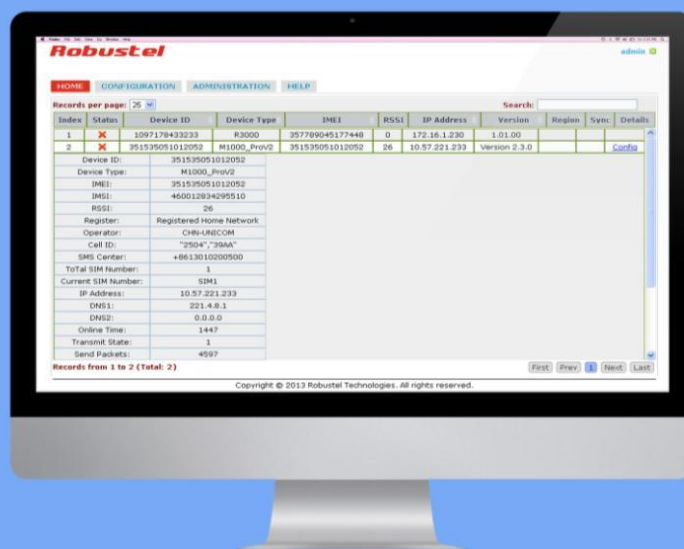 Robustel
admin
HOME CONFIGURATION ADMINISTRATION HELP
Records per page: 25 Search:
Index Status Device ID Device Type IMEI RSSI IP Address Version Region Sync Details
1 1097178433233 R3000 357789045177448 0 172.16.1.230 1.01.00
2 351535051012052 M1000_ProV2 351535051012052 26 10.57.221.233 Version 2.3.0 Config
Device ID: 351535051012052
Device Type: M1000_ProV2
IMEI: 351535051012052
IMSI: 460012834295510
RSSI: 26
Register: Registered Home Network
Operator: CHN-UNICOM
Cell ID: "2504","39AA"
SMS Center: +8613010200500
ToTal SIM Number: 1
Current SIM Number: SIM1
IP Address: 10.57.221.233
DNS1: 221.4.8.1
DNS2: 0.0.0.0
Online Time: 1447
Transmit State: 1
Send Packets: 4597
Records from 1 to 2 (Total: 2) First Prev 1 Next Last
Copyright © 2013 Robustel Technologies. All rights reserved.